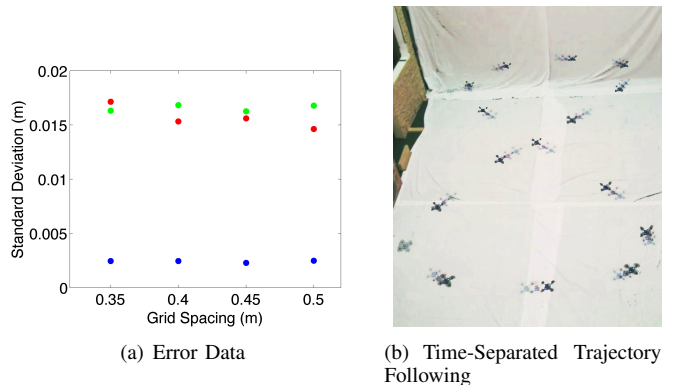 0.02
0.015
0.01
0.005
0
Standard Deviation (m)
0.35 0.4 0.45 0.5
Grid Spacing (m)
(a) Error Data
(b) Time-Separated Trajectory
Following